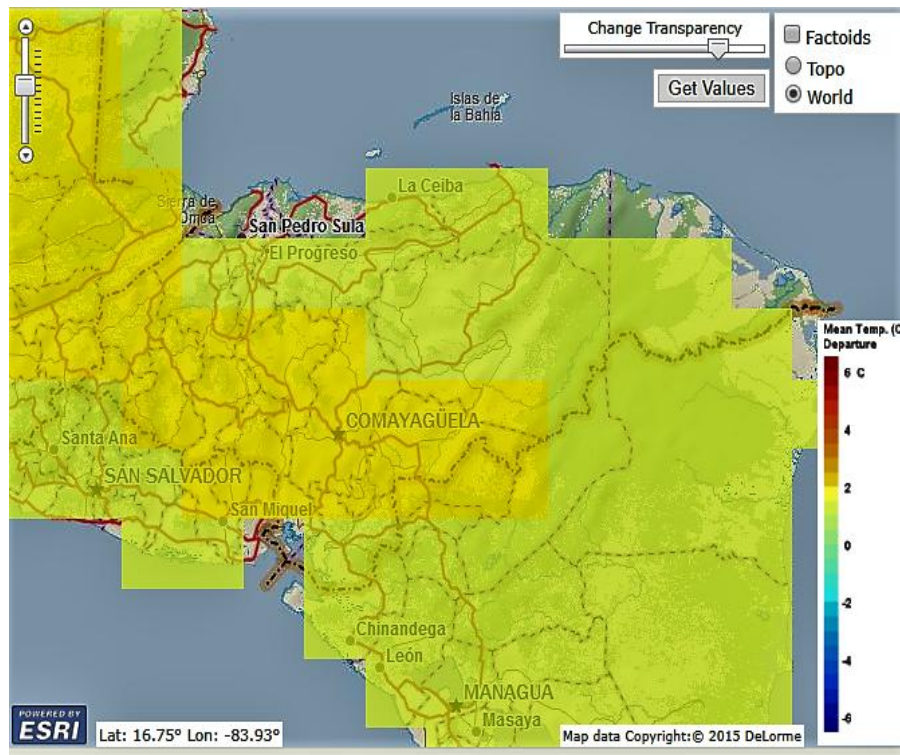 Change Transparency
Get Values
Factoids
Topo
World
Islas de
la Bahía
La Ceiba
Sierra de
Omoa
San Pedro Sula
El Progreso
Mean Temp. (C
Departure
6 C
4
2
0
-2
-4
-6
COMAYAGÜELA
Santa Ana
SAN SALVADOR
San Miguel
Chinandega
León
MANAGUA
Masaya
POWERED BY
ESRI
Lat: 16.75° Lon: -83.93°
Map data Copyright:© 2015 DeLorme